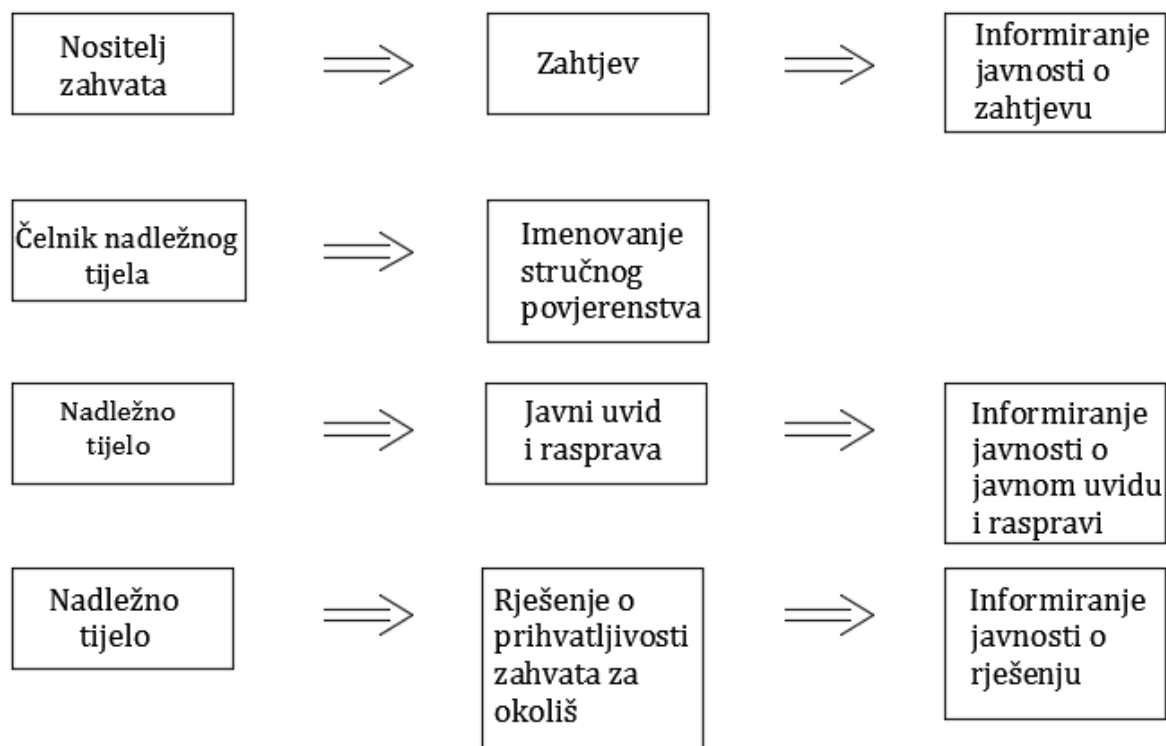 Nositelj
zahvata
Zahtjev
Informiranje
javnosti o
zahtjevu
Čelnik nadležnog
tijela
Imenovanje
stručnog
povjerenstva
Nadležno
tijelo
Javni uvid
i rasprava
Informiranje
javnosti o
javnom uvidu
i raspravi
Nadležno
tijelo
Rješenje o
prihvatljivosti
zahvata za
okoliš
Informiranje
javnosti o
rješenju